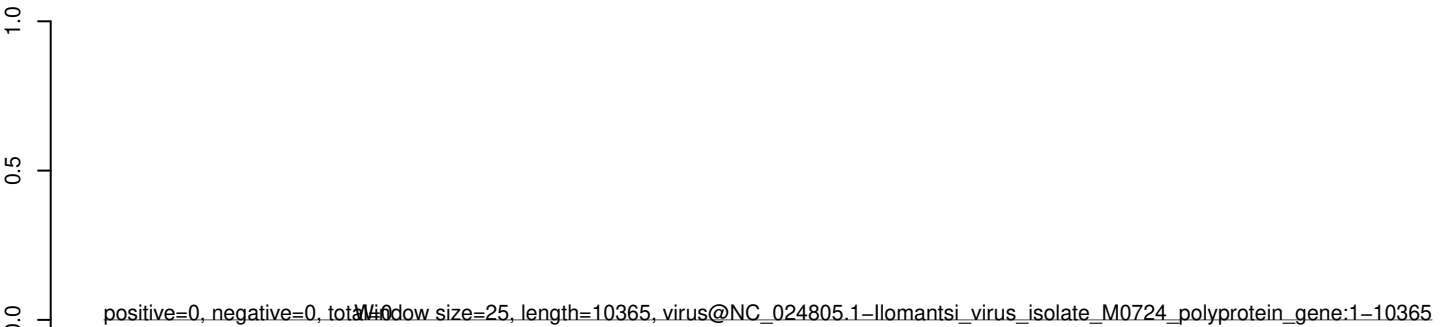 1.0
0.5
0.0
positive=0, negative=0, total=0
Window size=25, length=10365, virus@NC_024805.1−Ilomantsi_virus_isolate_M0724_polyprotein_gene:1−10365